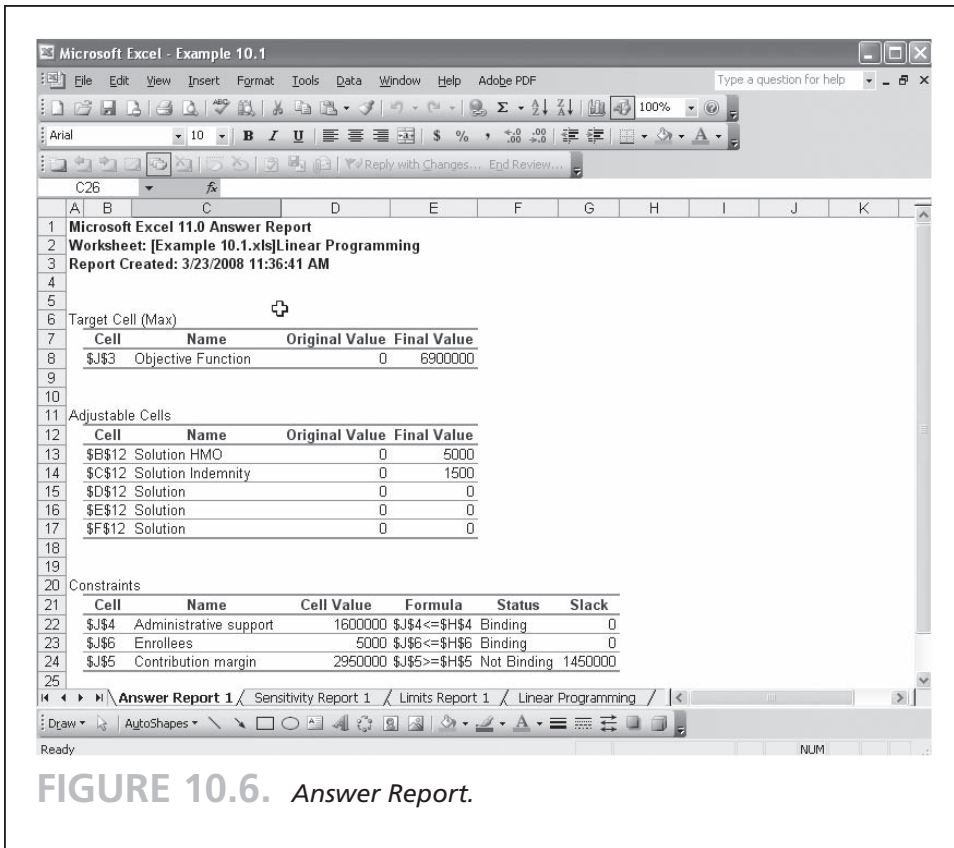 Microsoft Excel - Example 10.1
File Edit View Insert Format Tools Data Window Help Adobe PDF Type a question for help
100%
Arial 10 B I U $ % , A
Reply with Changes... End Review...
C26 fx
A B C D E F G H I J K
1 Microsoft Excel 11.0 Answer Report
2 Worksheet: [Example 10.1.xls]Linear Programming
3 Report Created: 3/23/2008 11:36:41 AM
4
5
6 Target Cell (Max)
7 Cell Name Original Value Final Value
8 $J$3 Objective Function 0 6900000
9
10
11 Adjustable Cells
12 Cell Name Original Value Final Value
13 $B$12 Solution HMO 0 5000
14 $C$12 Solution Indemnity 0 1500
15 $D$12 Solution 0 0
16 $E$12 Solution 0 0
17 $F$12 Solution 0 0
18
19
20 Constraints
21 Cell Name Cell Value Formula Status Slack
22 $J$4 Administrative support 1600000 $J$4<=$H$4 Binding 0
23 $J$6 Enrollees 5000 $J$6<=$H$6 Binding 0
24 $J$5 Contribution margin 2950000 $J$5>=$H$5 Not Binding 1450000
25
Answer Report 1 / Sensitivity Report 1 / Limits Report 1 / Linear Programming /
Draw AutoShapes A
Ready NUM
FIGURE 10.6. Answer Report.